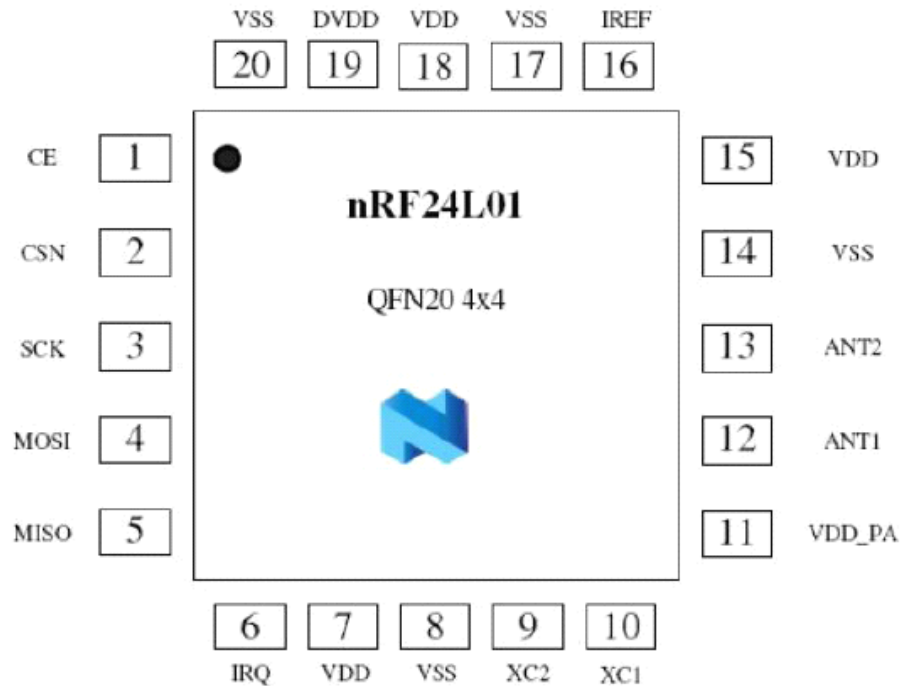 VSS DVDD VDD VSS IREF
20 19 18 17 16
CE 1 15 VDD
nRF24L01
CSN 2 14 VSS
QFN20 4x4
SCK 3 13 ANT2
MOSI 4 12 ANT1
MISO 5 11 VDD_PA
6 7 8 9 10
IRQ VDD VSS XC2 XC1